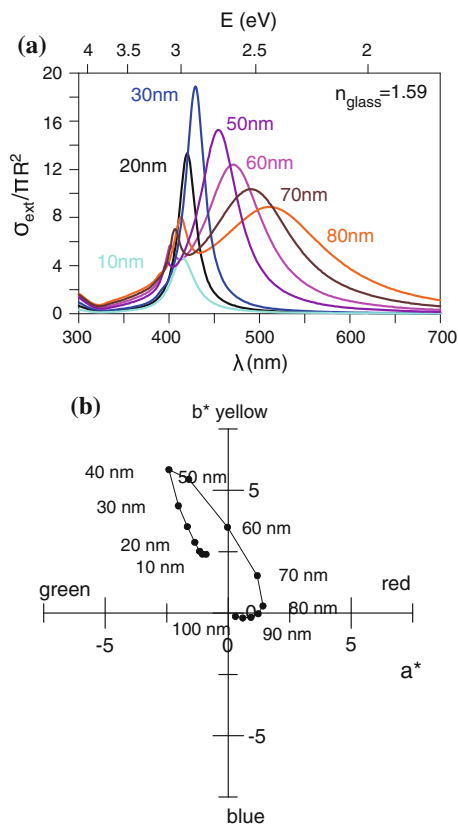 E (eV)
4 3.5 3 2.5 2
(a)
20
16
12
8
4
0
σext/πR²
30nm
nglass=1.59
50nm
20nm
60nm
70nm
80nm
10nm
300 400 500 600 700
λ (nm)
(b)
b* yellow
40 nm 50 nm
5
30 nm
60 nm
20 nm
10 nm
70 nm
green
red
0
80 nm
100 nm
90 nm
-5 0 5
a*
-5
blue